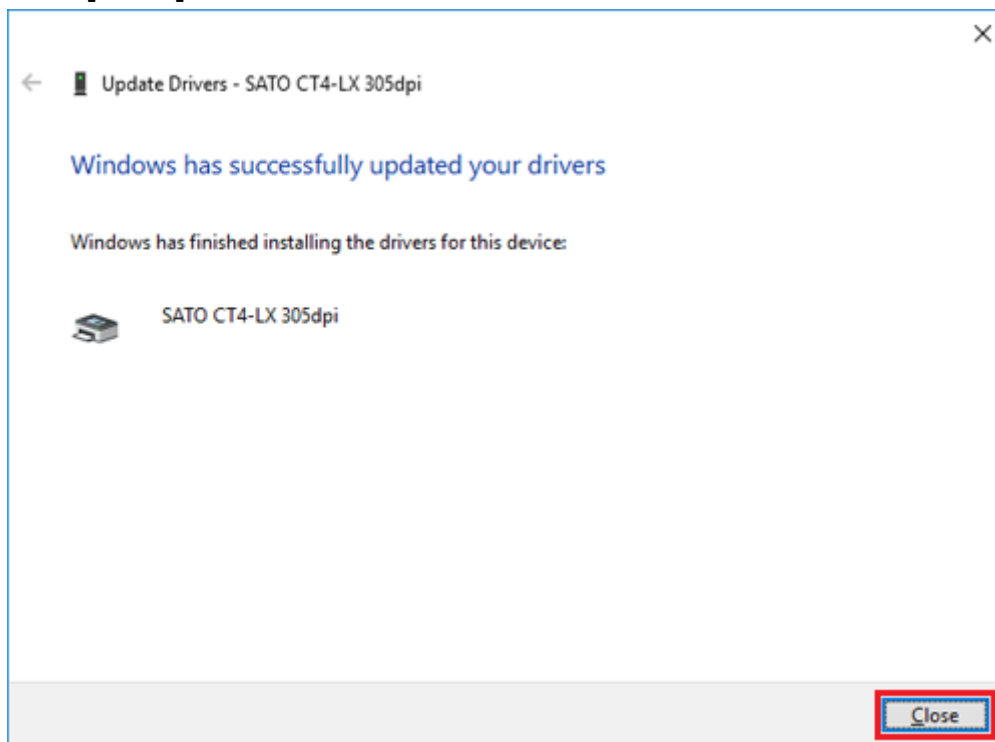 Update Drivers - SATO CT4-LX 305dpi
Windows has successfully updated your drivers
Windows has finished installing the drivers for this device:
SATO CT4-LX 305dpi
Close